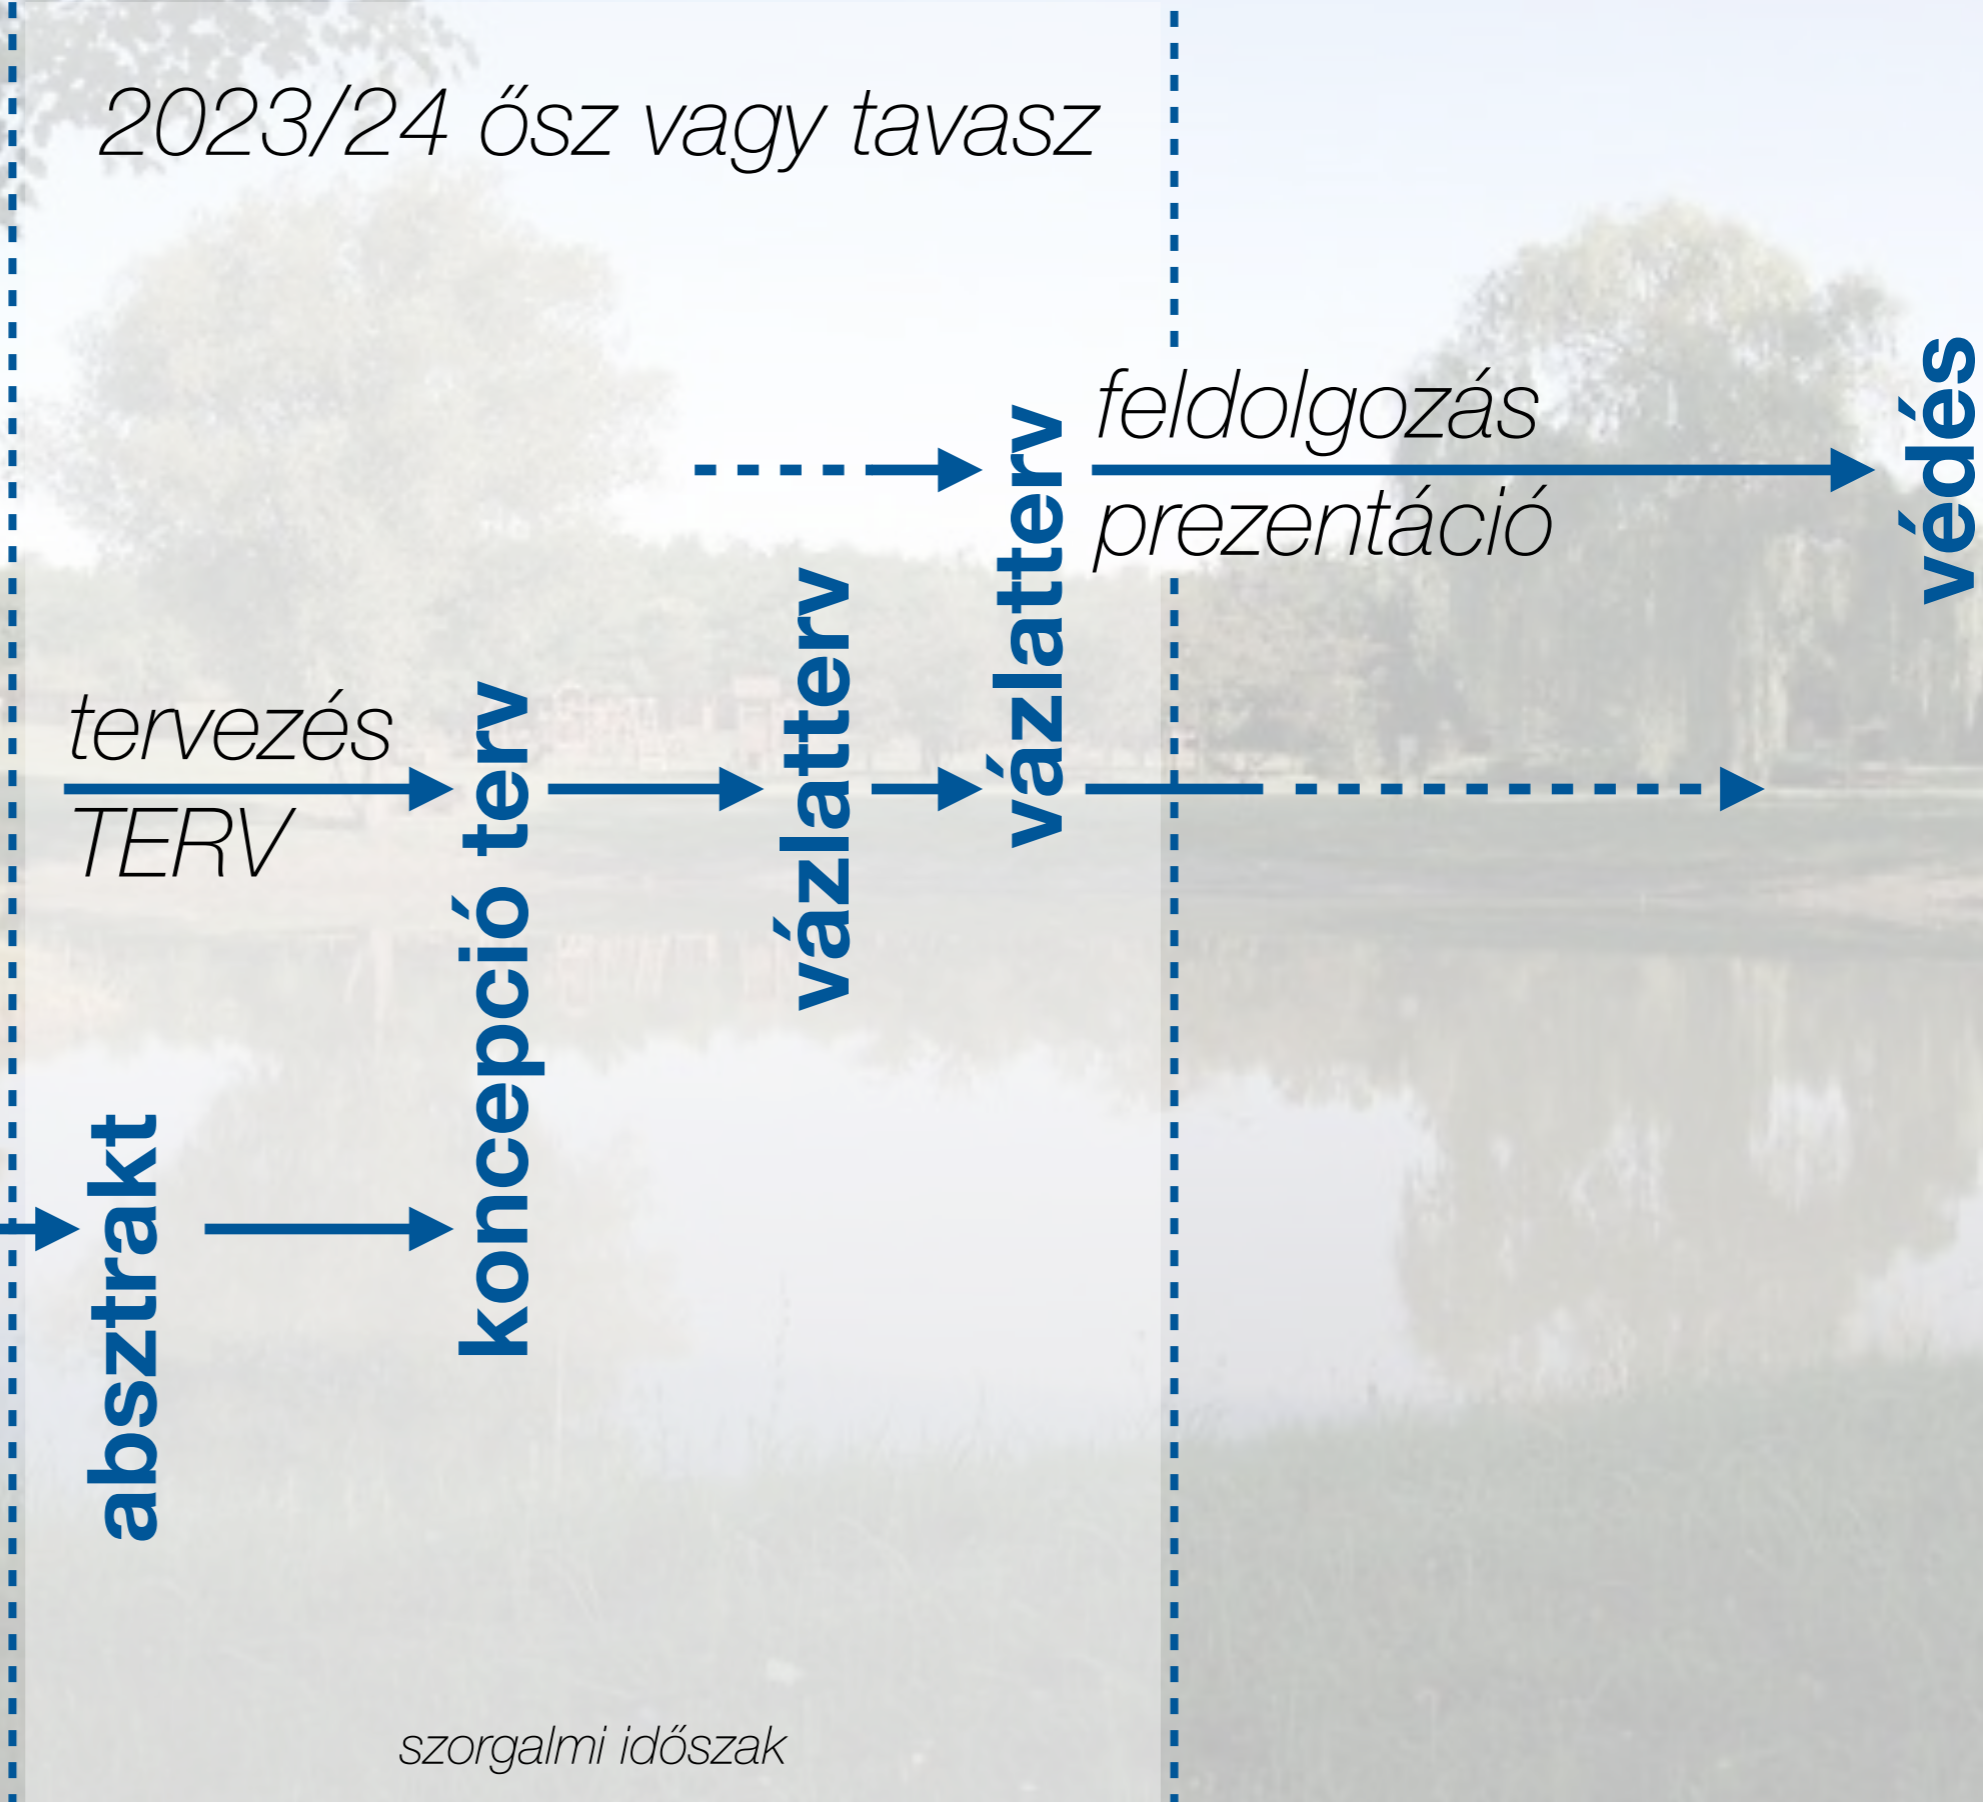 2023/24 ősz vagy tavasz
feldolgozás
prezentáció
védés
vázlatterv
vázlatterv
tervezés
TERV
koncepció terv
absztrakt
szorgalmi időszak